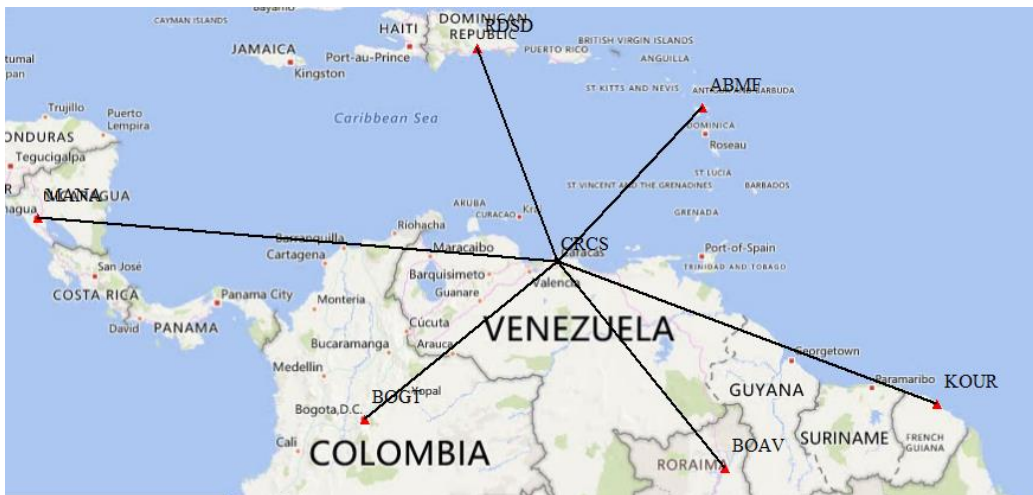 BAYAMO
CAYMAN ISLANDS
DOMINICAN
REPUBLIC
RDSD
HAITI
Port-au-Prince
PUERTO RICO
BRITISH VIRGIN ISLANDS
ANGUILLA
JAMAICA
Kingston
ST KITTS AND NEVIS
ANTIGUA AND BARBUDA
ABMF
DOMINICA
Roseau
Caribbean Sea
Trujillo
Puerto
Lempira
ONDURAS
Tegucigalpa
MANA
ST LUCIA
ST VINCENT AND THE GRENADINES
BARBADOS
GRENADA
ARUBA
CURACAO
Riohacha
Barranquilla
Cartagena
Maracaibo
CRCS
Caracas
Port-of-Spain
TRINIDAD AND TOBAGO
Barquisimeto
Valencia
Guanare
San José
COSTA RICA
Panama City
David
PANAMA
Monteria
Cúcuta
Arauca
VENEZUELA
Bucaramanga
Medellin
Georgetown
GUYANA
Paramaribo
KOUR
SURINAME
FRENCH
GUIANA
BOGT
Yopal
Bogota,D.C.
Cali
COLOMBIA
BOAV
RORAIMA